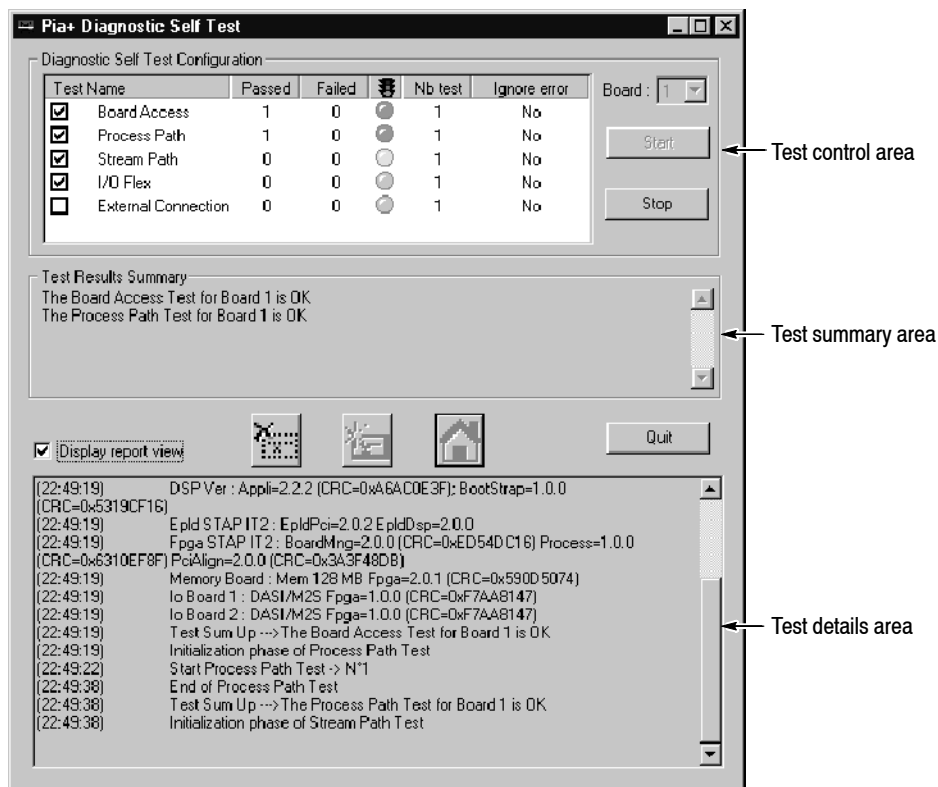 Pia+ Diagnostic Self Test
Diagnostic Self Test Configuration
Test Name Passed Failed Nb test Ignore error
Board Access 1 0 1 No
Process Path 1 0 1 No
Stream Path 0 0 1 No
I/O Flex 0 0 1 No
External Connection 0 0 1 No
Board : 1
Start
Stop
Test control area
Test Results Summary
The Board Access Test for Board 1 is OK
The Process Path Test for Board 1 is OK
Test summary area
Display report view
Quit
(22:49:19) DSP Ver : Appli=2.2.2 (CRC=0xA6AC0E3F); BootStrap=1.0.0
(CRC=0x5319CF16)
(22:49:19) Epld STAP IT2 : EpldPci=2.0.2 EpldDsp=2.0.0
(22:49:19) Fpga STAP IT2 : BoardMng=2.0.0 (CRC=0xED54DC16) Process=1.0.0
(CRC=0x6310EF8F) PciAlign=2.0.0 (CRC=0x3A3F48DB)
(22:49:19) Memory Board : Mem 128 MB Fpga=2.0.1 (CRC=0x590D5074)
(22:49:19) Io Board 1 : DASI/M2S Fpga=1.0.0 (CRC=0xF7AA8147)
(22:49:19) Io Board 2 : DASI/M2S Fpga=1.0.0 (CRC=0xF7AA8147)
(22:49:19) Test Sum Up --->The Board Access Test for Board 1 is OK
(22:49:19) Initialization phase of Process Path Test
(22:49:22) Start Process Path Test -> N°1
(22:49:38) End of Process Path Test
(22:49:38) Test Sum Up --->The Process Path Test for Board 1 is OK
(22:49:38) Initialization phase of Stream Path Test
Test details area